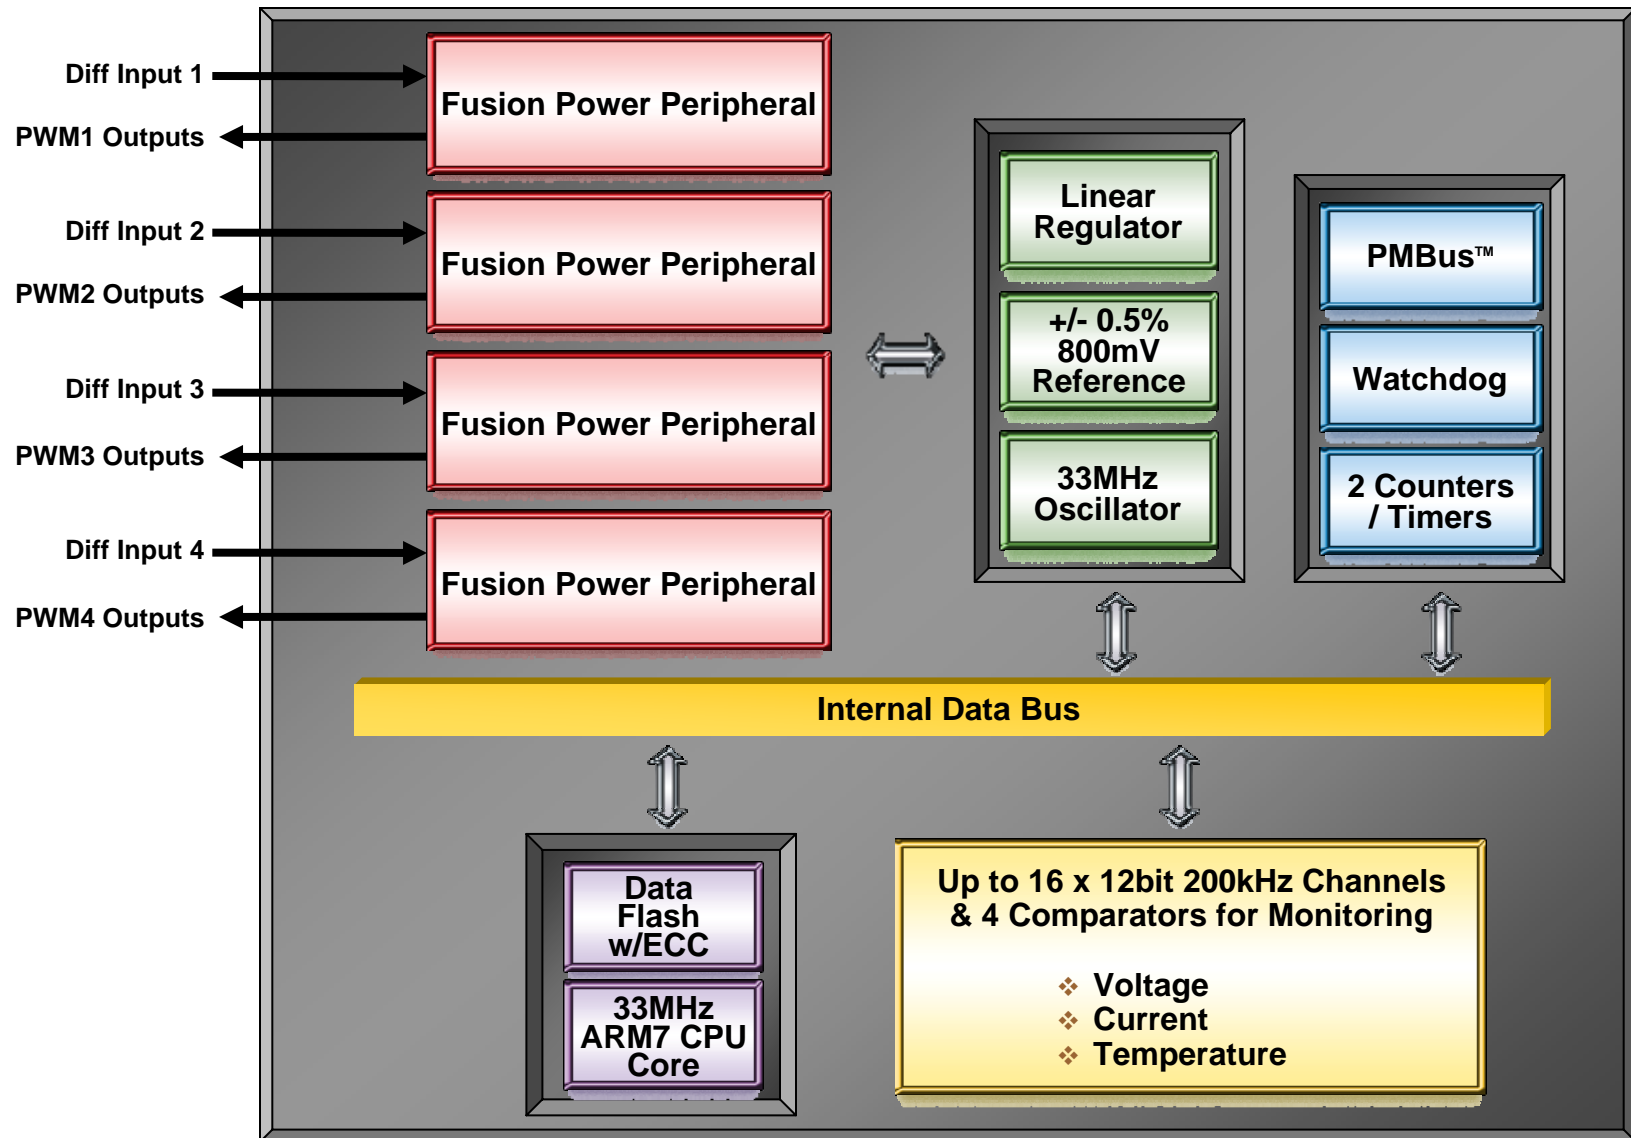 Diff Input 1
PWM1 Outputs
Fusion Power Peripheral
Diff Input 2
PWM2 Outputs
Fusion Power Peripheral
Diff Input 3
PWM3 Outputs
Fusion Power Peripheral
Diff Input 4
PWM4 Outputs
Fusion Power Peripheral
Linear
Regulator
+/- 0.5%
800mV
Reference
33MHz
Oscillator
PMBus™
Watchdog
2 Counters
/ Timers
Internal Data Bus
Data
Flash
w/ECC
33MHz
ARM7 CPU
Core
Up to 16 x 12bit 200kHz Channels
& 4 Comparators for Monitoring
❖ Voltage
❖ Current
❖ Temperature